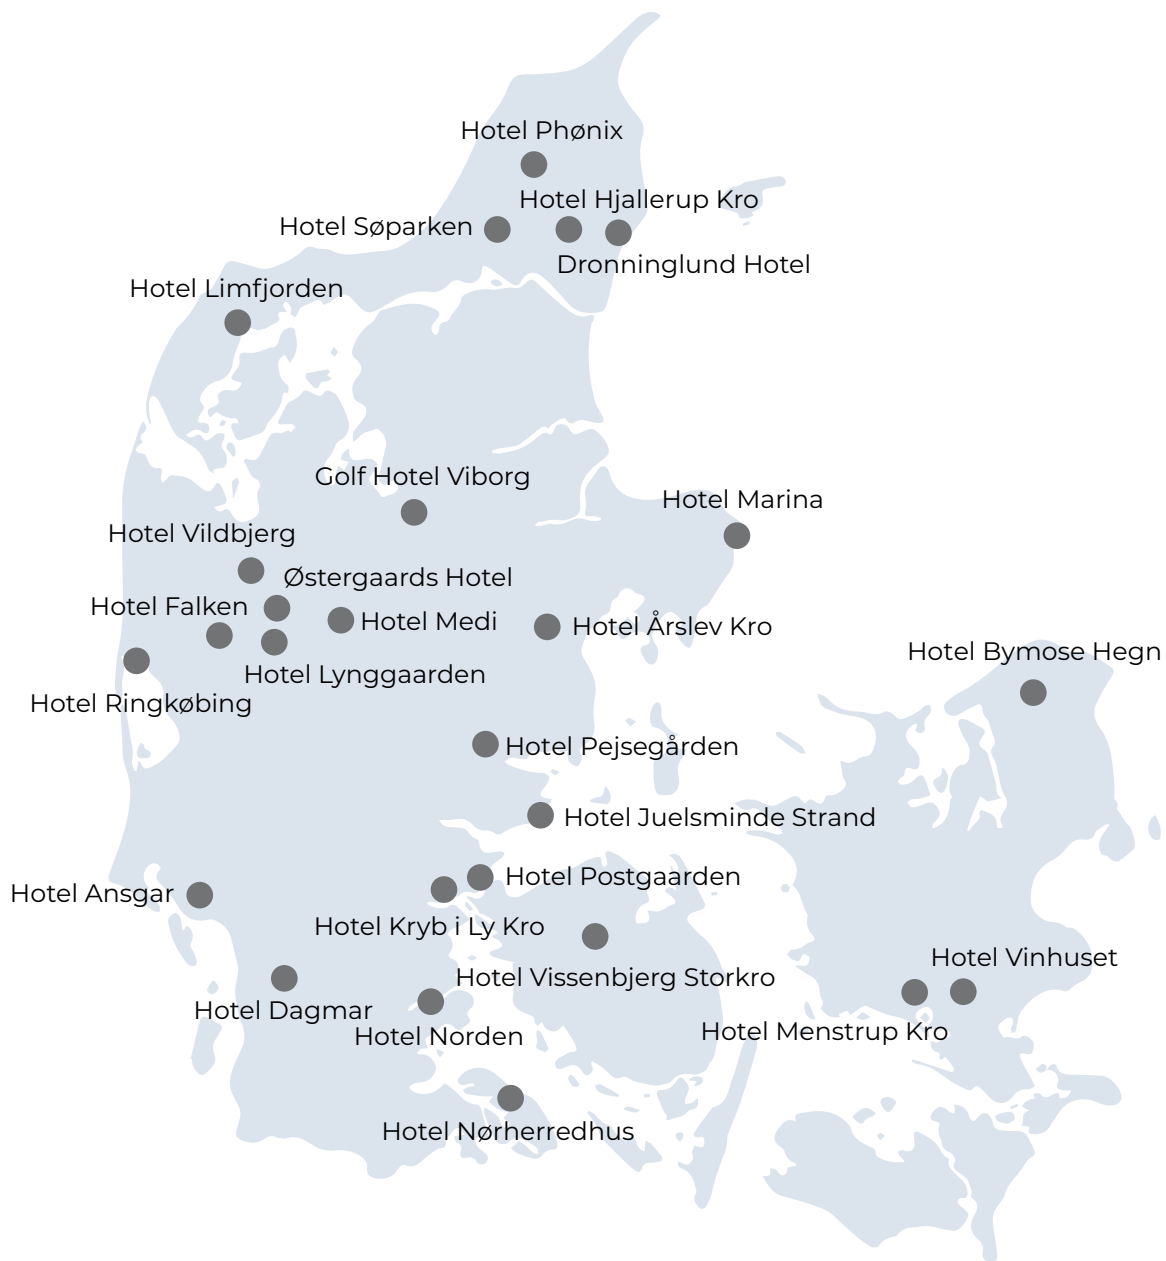 Hotel Phønix
Hotel Hjallerup Kro
Hotel Søparken
Dronninglund Hotel
Hotel Limfjorden
Golf Hotel Viborg
Hotel Marina
Hotel Vildbjerg
Østergaards Hotel
Hotel Falken
Hotel Medi
Hotel Årslev Kro
Hotel Bymose Hegn
Hotel Lynggaarden
Hotel Ringkøbing
Hotel Pejsegården
Hotel Juelsminde Strand
Hotel Postgaarden
Hotel Ansgar
Hotel Kryb i Ly Kro
Hotel Vinhuset
Hotel Vissenbjerg Storkro
Hotel Dagmar
Hotel Menstrup Kro
Hotel Norden
Hotel Nørherredhus